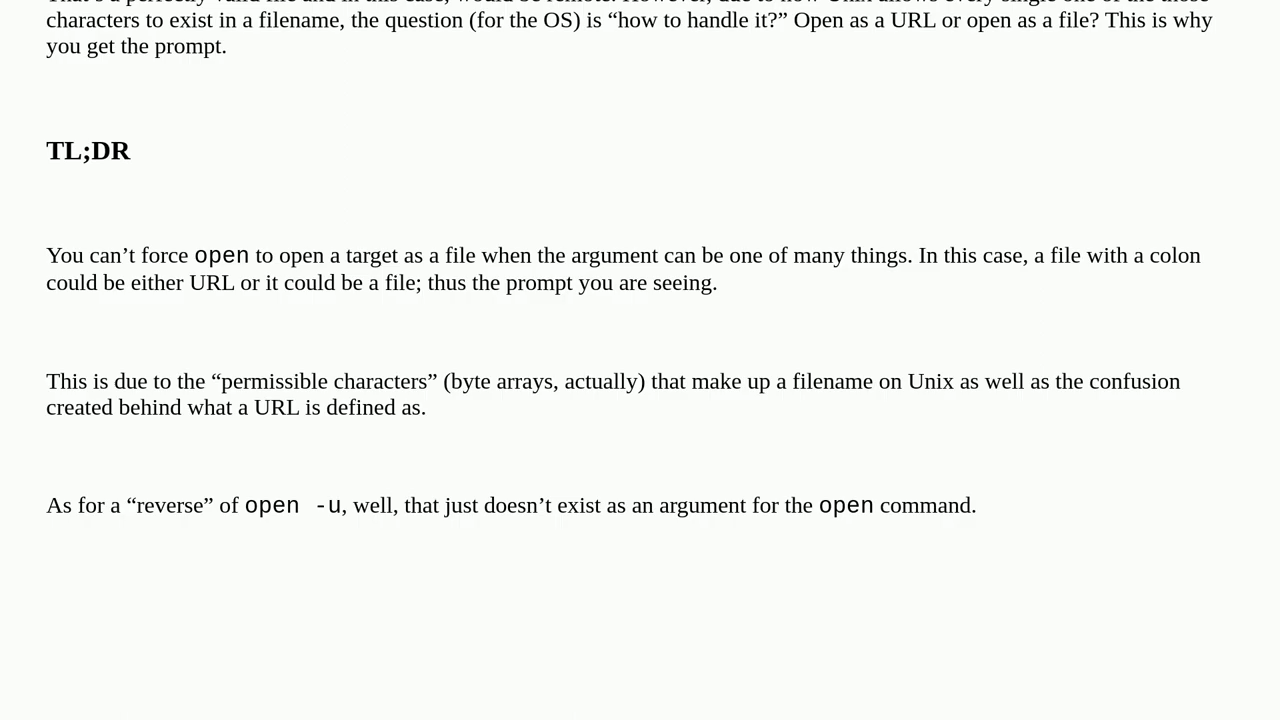 characters to exist in a filename, the question (for the OS) is “how to handle it?” Open as a URL or open as a file? This is why
you get the prompt.
TL;DR
You can’t force open to open a target as a file when the argument can be one of many things. In this case, a file with a colon
could be either URL or it could be a file; thus the prompt you are seeing.
This is due to the “permissible characters” (byte arrays, actually) that make up a filename on Unix as well as the confusion
created behind what a URL is defined as.
As for a “reverse” of open -u, well, that just doesn’t exist as an argument for the open command.